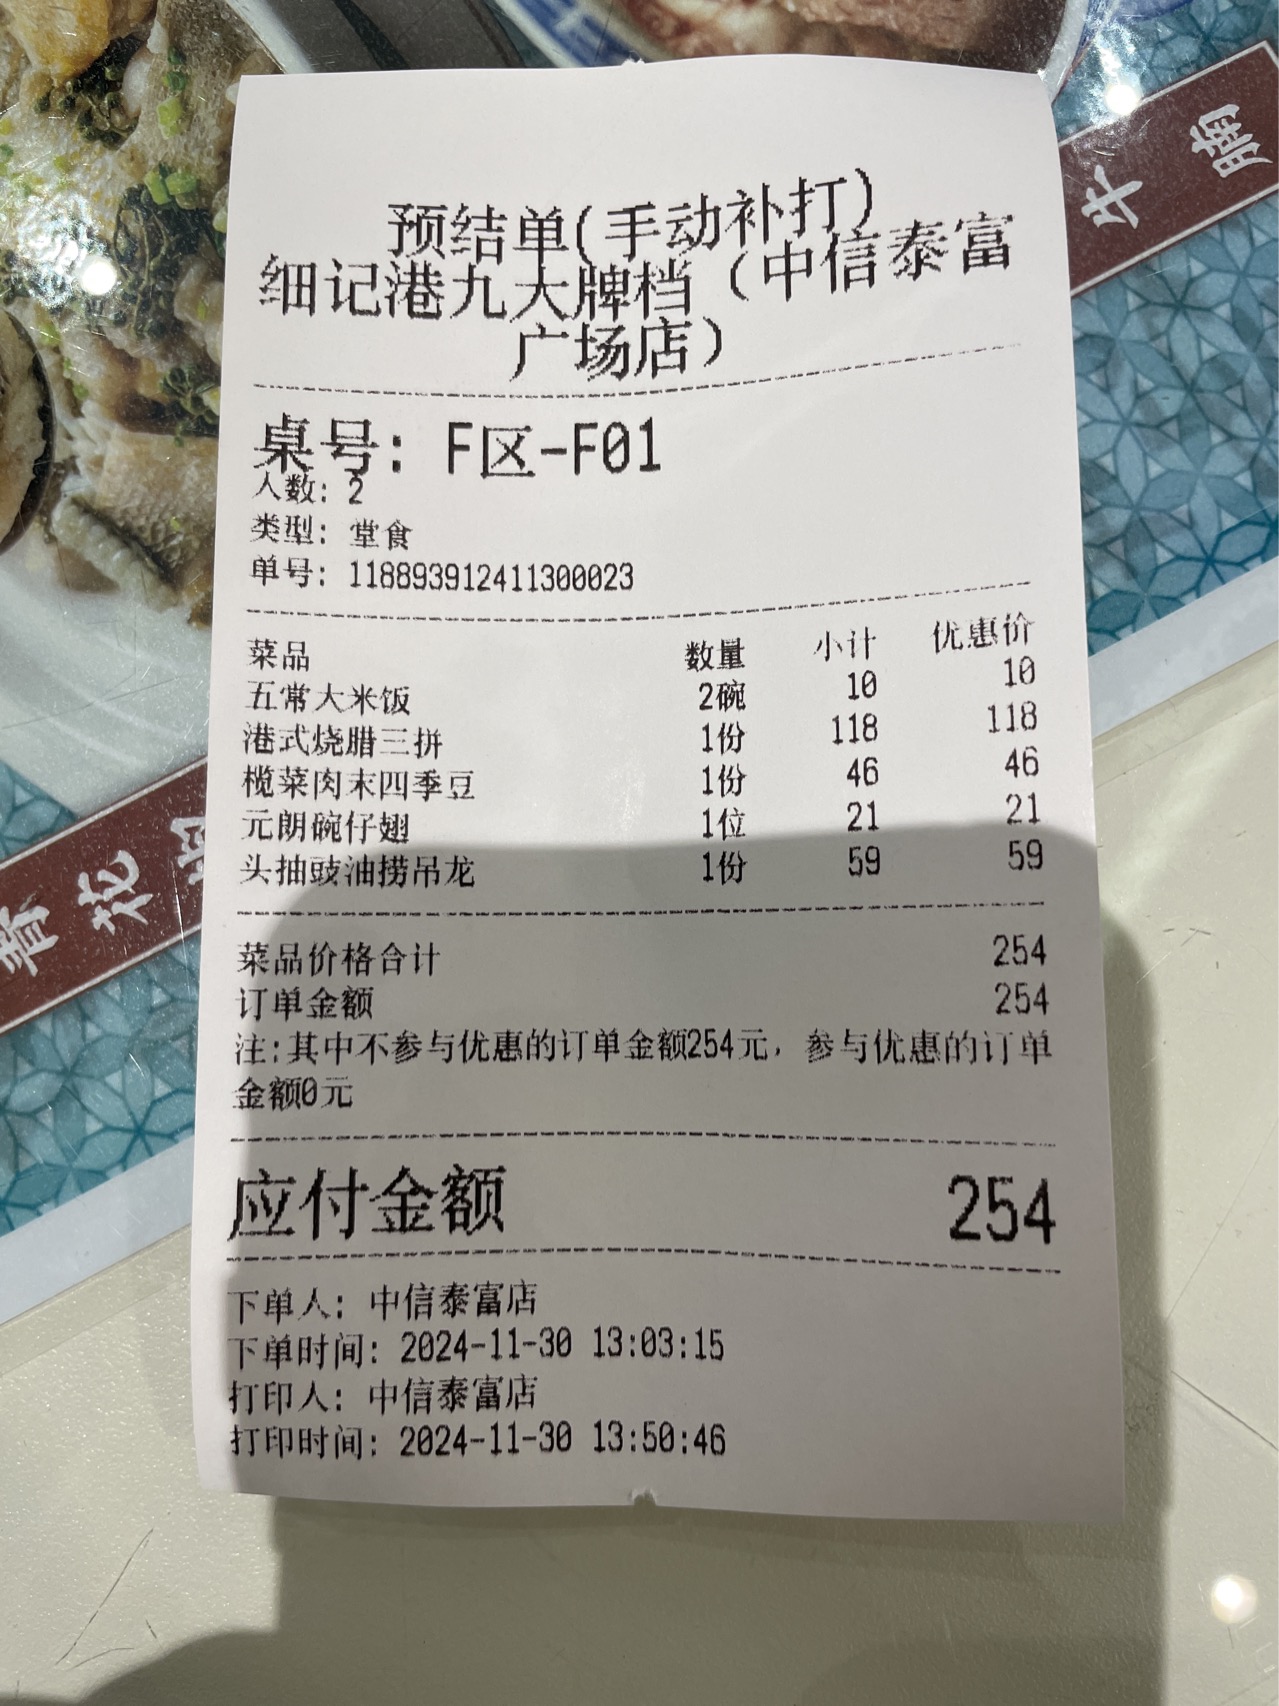 预结单(手动补打)
细记港九大牌档（中信泰富
广场店）
桌号: F区-F01
人数: 2
类型: 堂食
单号: 118893912411300023
菜品 数量 小计 优惠价
五常大米饭 2碗 10 10
港式烧腊三拼 1份 118 118
榄菜肉末四季豆 1份 46 46
元朗碗仔翅 1位 21 21
头抽豉油捞吊龙 1份 59 59
菜品价格合计 254
订单金额 254
注:其中不参与优惠的订单金额254元, 参与优惠的订单
金额0元
应付金额 254
下单人: 中信泰富店
下单时间: 2024-11-30 13:03:15
打印人: 中信泰富店
打印时间: 2024-11-30 13:50:46
牛腩
青花椒